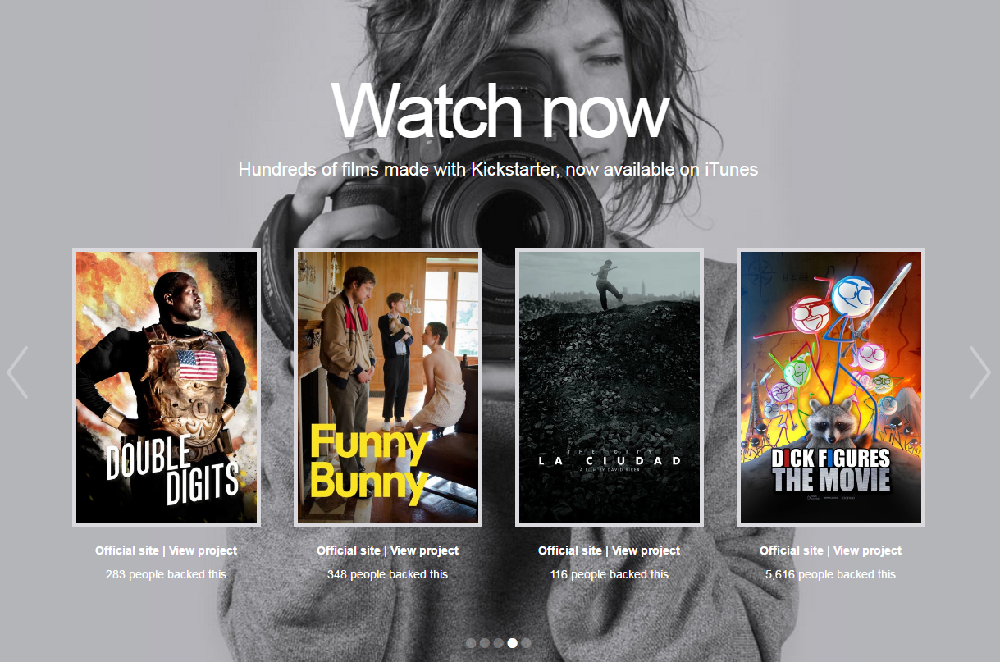 Watch now
Hundreds of films made with Kickstarter, now available on iTunes
DOUBLE
DIGITS
Official site | View project
283 people backed this
Funny
Bunny
Official site | View project
348 people backed this
THE CITY
LA CIUDAD
A FILM BY DAVID RIKER
Official site | View project
116 people backed this
DICK FIGURES
THE MOVIE
Official site | View project
5,616 people backed this